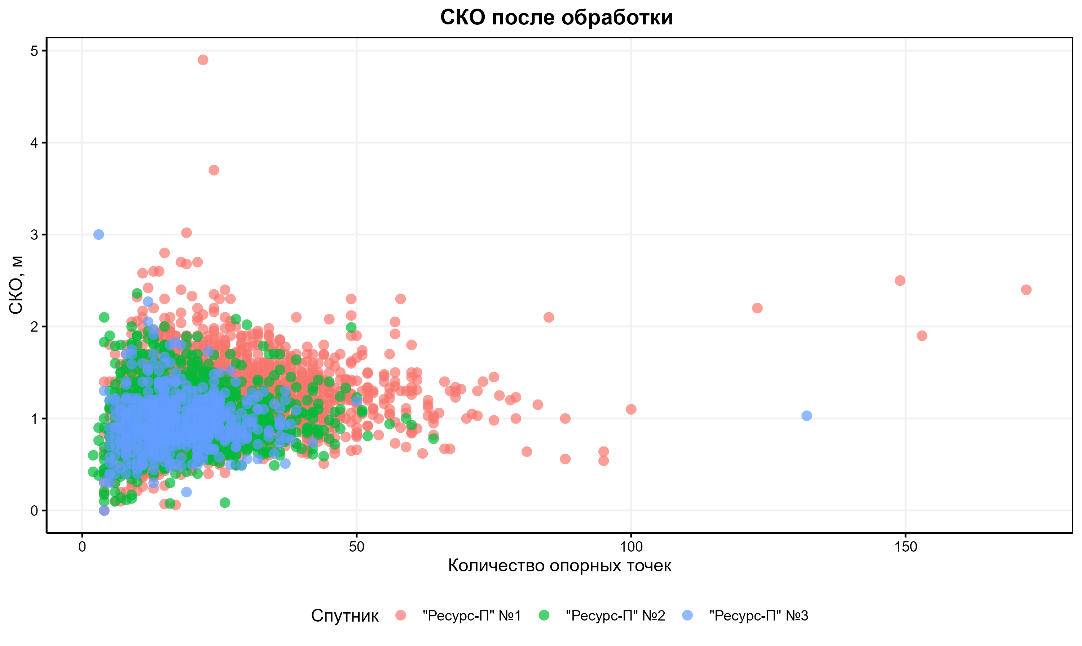 СКО после обработки
СКО, м
5
4
3
2
1
0
0 50 100 150
Количество опорных точек
Спутник "Ресурс-П" №1 "Ресурс-П" №2 "Ресурс-П" №3